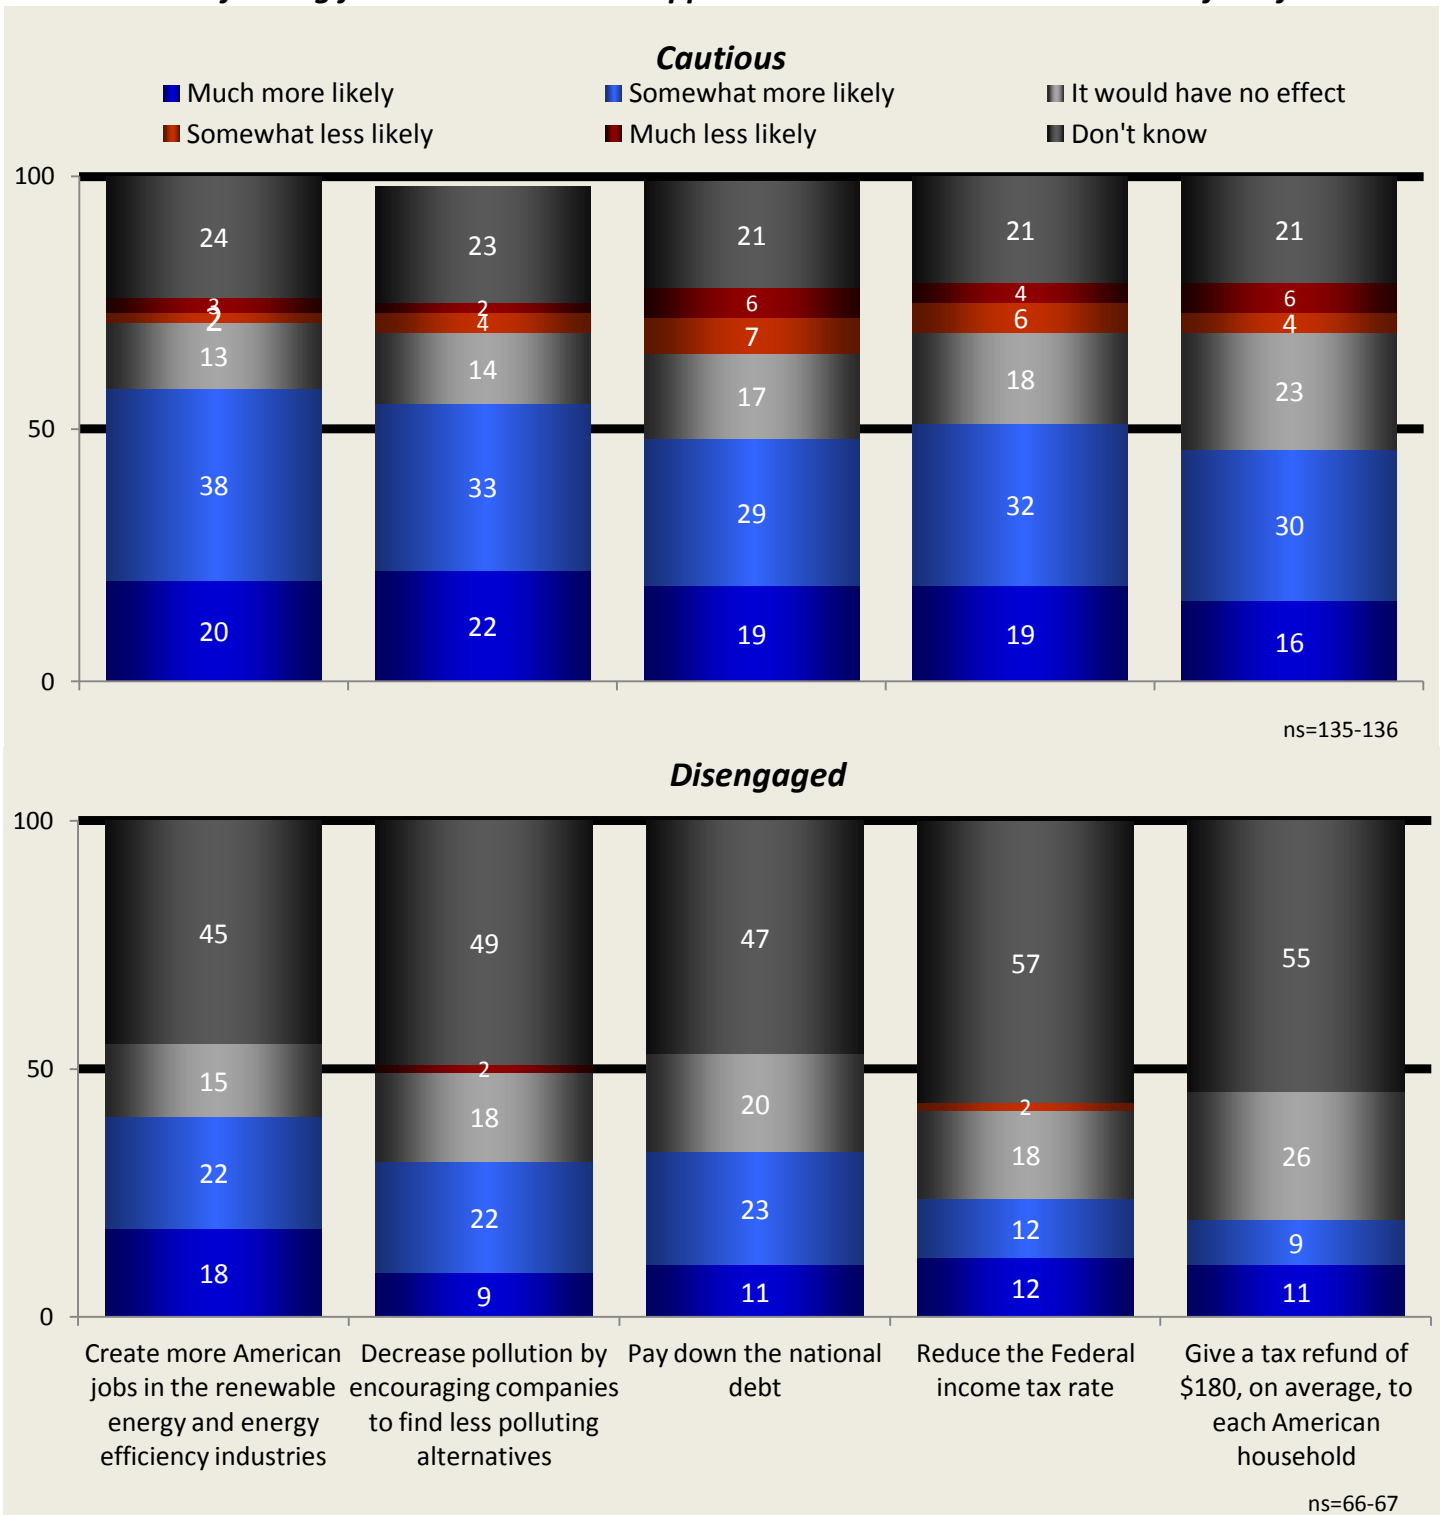 Cautious
Much more likely
Somewhat more likely
It would have no effect
Somewhat less likely
Much less likely
Don't know
100
24
23
21
21
21
3
2
6
4
6
2
4
7
6
4
13
14
17
18
23
50
38
33
29
32
30
20
22
19
19
16
0
ns=135-136
Disengaged
100
45
49
47
57
55
50
2
2
15
18
20
18
26
22
22
23
12
9
18
9
11
12
11
0
Create more American
jobs in the renewable
energy and energy
efficiency industries
Decrease pollution by
encouraging companies
to find less polluting
alternatives
Pay down the national
debt
Reduce the Federal
income tax rate
Give a tax refund of
$180, on average, to
each American
household
ns=66-67